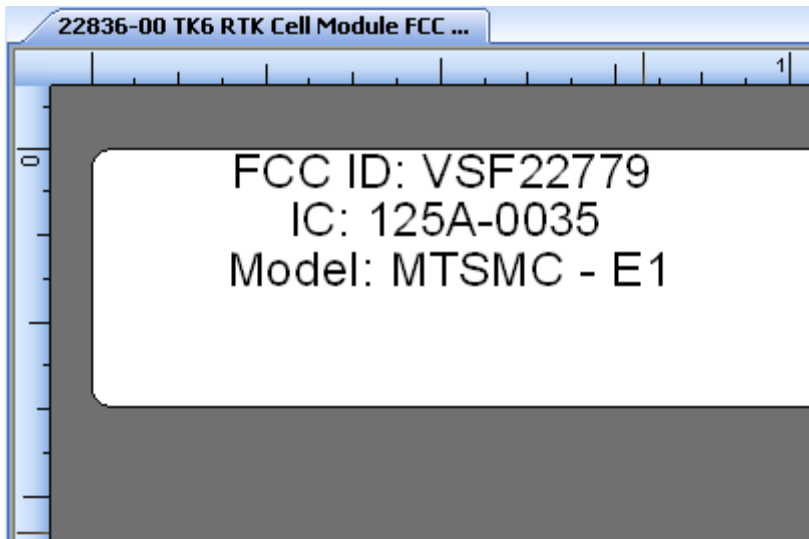 22836-00 TK6 RTK Cell Module FCC ...
1
0
FCC ID: VSF22779
IC: 125A-0035
Model: MTSMC - E1